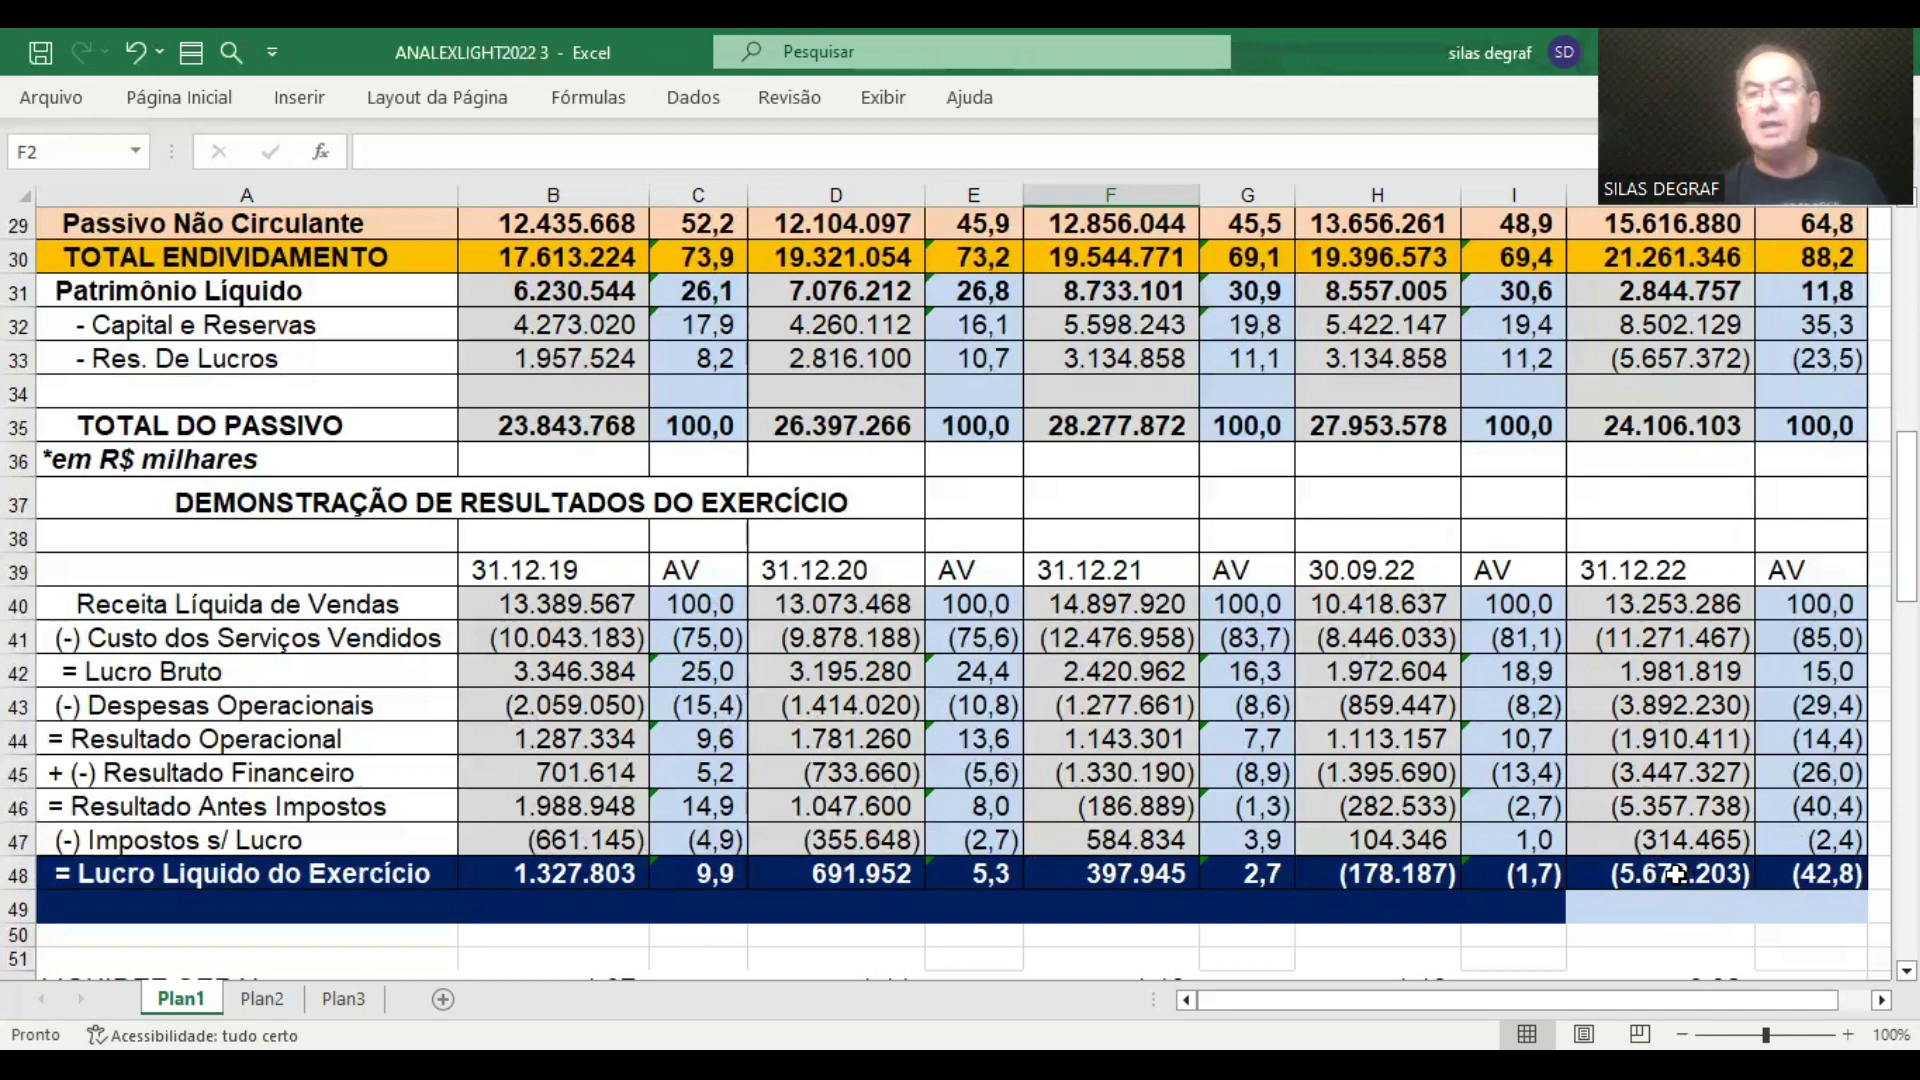 ANALEXLIGHT2022 3 - Excel
Pesquisar
silas degraf SD
Arquivo Página Inicial Inserir Layout da Página Fórmulas Dados Revisão Exibir Ajuda
F2 fx
SILAS DEGRAF
A B C D E F G H I
29 Passivo Não Circulante 12.435.668 52,2 12.104.097 45,9 12.856.044 45,5 13.656.261 48,9 15.616.880 64,8
30 TOTAL ENDIVIDAMENTO 17.613.224 73,9 19.321.054 73,2 19.544.771 69,1 19.396.573 69,4 21.261.346 88,2
31 Patrimônio Líquido 6.230.544 26,1 7.076.212 26,8 8.733.101 30,9 8.557.005 30,6 2.844.757 11,8
32 - Capital e Reservas 4.273.020 17,9 4.260.112 16,1 5.598.243 19,8 5.422.147 19,4 8.502.129 35,3
33 - Res. De Lucros 1.957.524 8,2 2.816.100 10,7 3.134.858 11,1 3.134.858 11,2 (5.657.372) (23,5)
34
35 TOTAL DO PASSIVO 23.843.768 100,0 26.397.266 100,0 28.277.872 100,0 27.953.578 100,0 24.106.103 100,0
36 *em R$ milhares
37 DEMONSTRAÇÃO DE RESULTADOS DO EXERCÍCIO
38
39 31.12.19 AV 31.12.20 AV 31.12.21 AV 30.09.22 AV 31.12.22 AV
40 Receita Líquida de Vendas 13.389.567 100,0 13.073.468 100,0 14.897.920 100,0 10.418.637 100,0 13.253.286 100,0
41 (-) Custo dos Serviços Vendidos (10.043.183) (75,0) (9.878.188) (75,6) (12.476.958) (83,7) (8.446.033) (81,1) (11.271.467) (85,0)
42 = Lucro Bruto 3.346.384 25,0 3.195.280 24,4 2.420.962 16,3 1.972.604 18,9 1.981.819 15,0
43 (-) Despesas Operacionais (2.059.050) (15,4) (1.414.020) (10,8) (1.277.661) (8,6) (859.447) (8,2) (3.892.230) (29,4)
44 = Resultado Operacional 1.287.334 9,6 1.781.260 13,6 1.143.301 7,7 1.113.157 10,7 (1.910.411) (14,4)
45 + (-) Resultado Financeiro 701.614 5,2 (733.660) (5,6) (1.330.190) (8,9) (1.395.690) (13,4) (3.447.327) (26,0)
46 = Resultado Antes Impostos 1.988.948 14,9 1.047.600 8,0 (186.889) (1,3) (282.533) (2,7) (5.357.738) (40,4)
47 (-) Impostos s/ Lucro (661.145) (4,9) (355.648) (2,7) 584.834 3,9 104.346 1,0 (314.465) (2,4)
48 = Lucro Liquido do Exercício 1.327.803 9,9 691.952 5,3 397.945 2,7 (178.187) (1,7) (42,8)
49
50
51
Plan1 Plan2 Plan3
Pronto Acessibilidade: tudo certo 100%